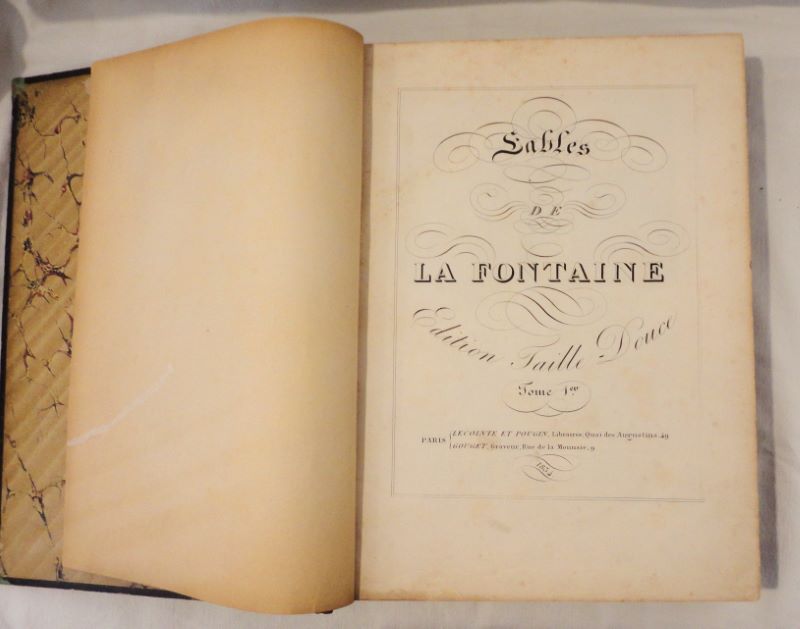 Fables
DE
LA FONTAINE
Edition Taille-Douce
Tome 1er
PARIS { LECOINTE ET POUGIN, Libraires, Quai des Augustins, 49
GOUGET, Graveur, Rue de la Monnaie, 9
1834